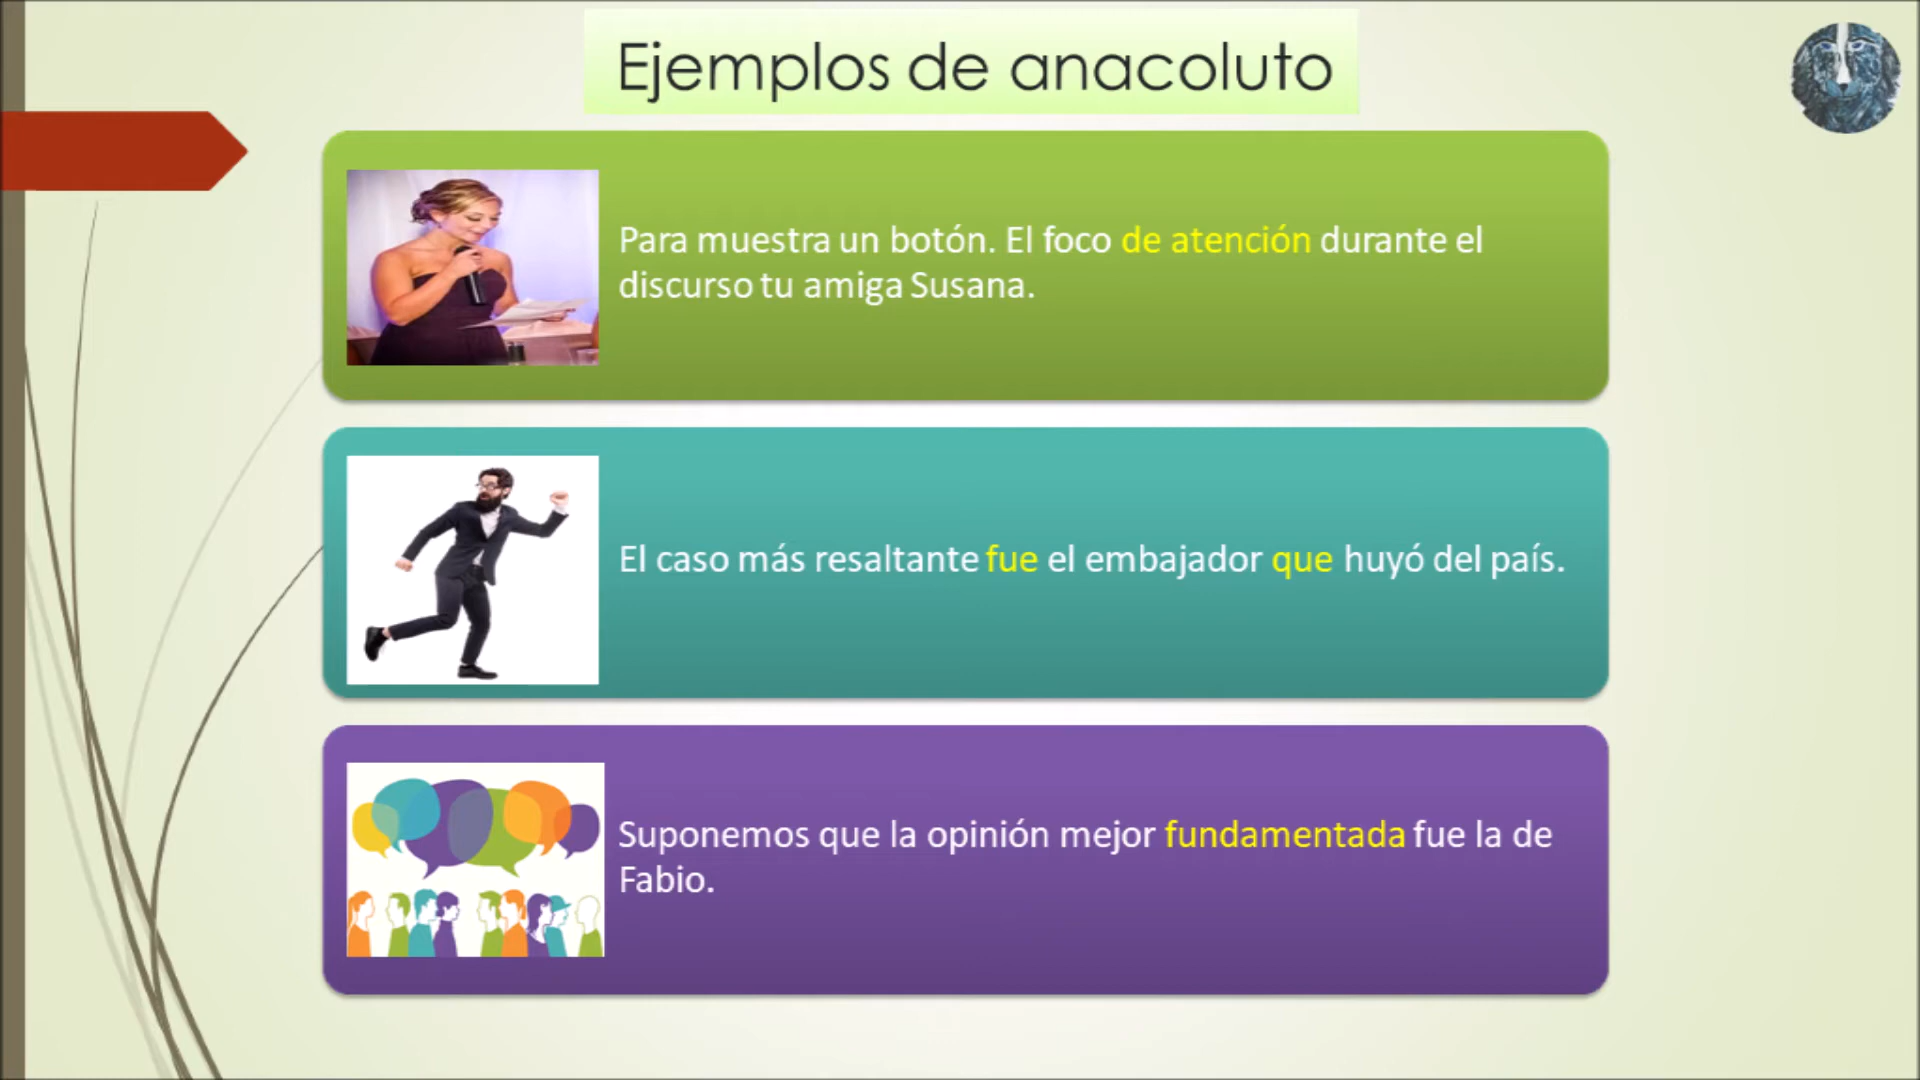 Ejemplos de anacoluto
Para muestra un botón. El foco de atención durante el
discurso tu amiga Susana.
El caso más resaltante fue el embajador que huyó del país.
Suponemos que la opinión mejor fundamentada fue la de
Fabio.